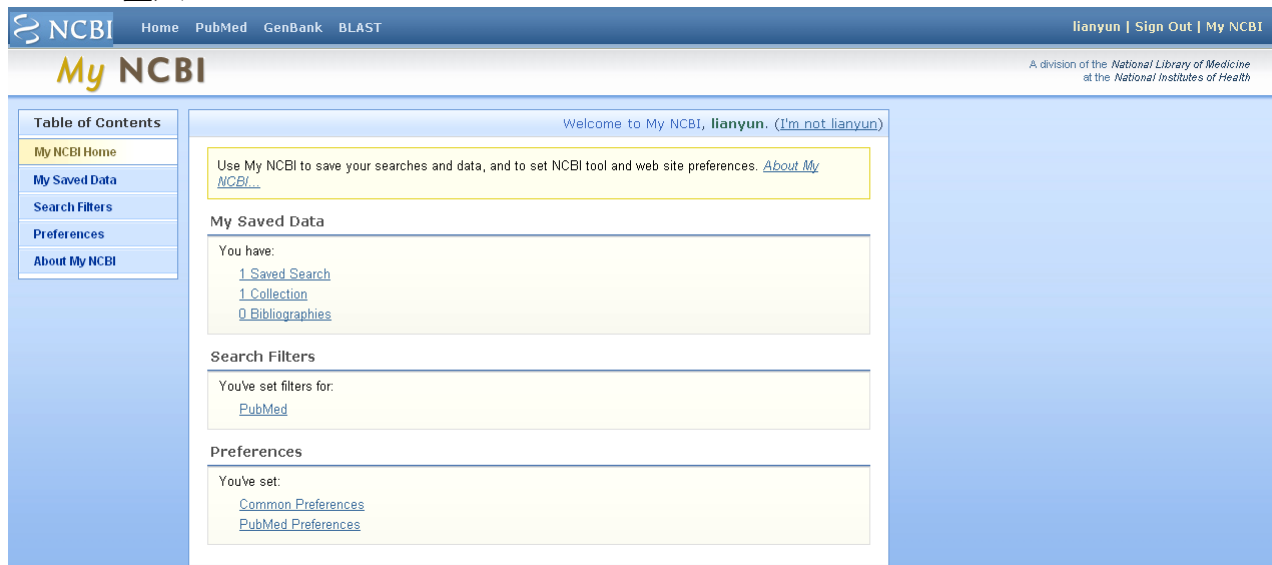 NCBI Home PubMed GenBank BLAST lianyun | Sign Out | My NCBI
My NCBI
A division of the National Library of Medicine
at the National Institutes of Health
Table of Contents
My NCBI Home
My Saved Data
Search Filters
Preferences
About My NCBI
Welcome to My NCBI, lianyun. (I'm not lianyun)
Use My NCBI to save your searches and data, and to set NCBI tool and web site preferences. About My
NCBI...
My Saved Data
You have:
1 Saved Search
1 Collection
0 Bibliographies
Search Filters
You've set filters for:
PubMed
Preferences
You've set:
Common Preferences
PubMed Preferences